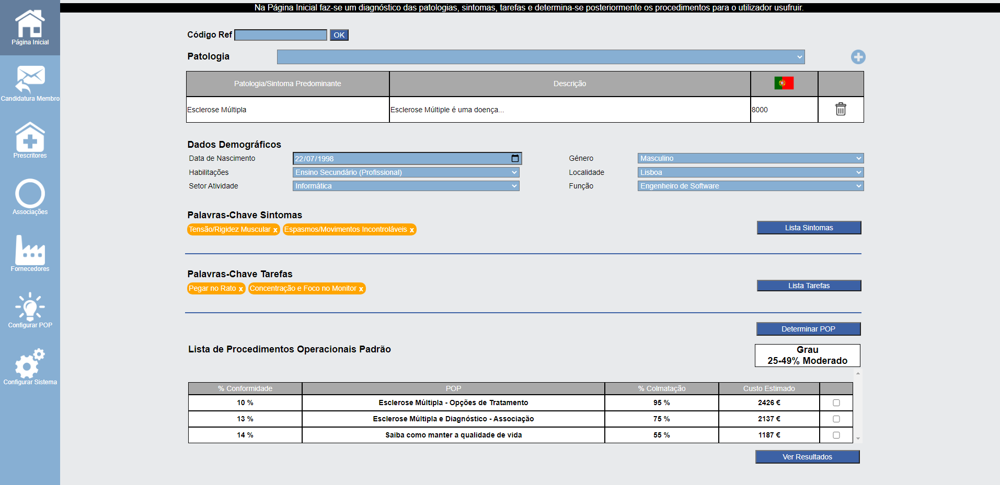 Na Página Inicial faz-se um diagnóstico das patologias, sintomas, tarefas e determina-se posteriormente os procedimentos para o utilizador usufruir.
Página Inicial
Candidatura Membro
Prescritores
Associações
Fornecedores
Configurar POP
Configurar Sistema
Código Ref OK
Patologia
Patologia/Sintoma Predominante Descrição
Esclerose Múltipla Esclerose Múltiple é uma doença... 8000
Dados Demográficos
Data de Nascimento 22/07/1998 Género Masculino
Habilitações Ensino Secundário (Profissional) Localidade Lisboa
Setor Atividade Informática Função Engenheiro de Software
Palavras-Chave Sintomas
Tensão/Rigidez Muscular x Espasmos/Movimentos Incontroláveis x
Lista Sintomas
Palavras-Chave Tarefas
Pegar no Rato x Concentração e Foco no Monitor x
Lista Tarefas
Determinar POP
Lista de Procedimentos Operacionais Padrão
Grau
25-49% Moderado
% Conformidade POP % Colmatação Custo Estimado
10 % Esclerose Múltipla - Opções de Tratamento 95 % 2426 €
13 % Esclerose Múltipla e Diagnóstico - Associação 75 % 2137 €
14 % Saiba como manter a qualidade de vida 55 % 1187 €
Ver Resultados